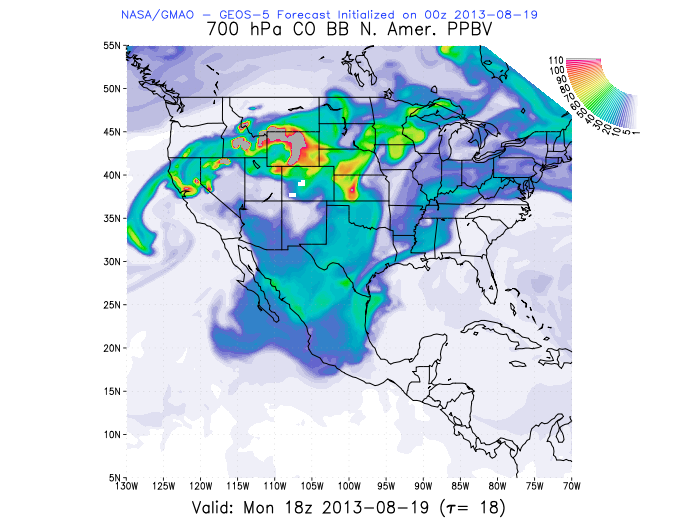 NASA/GMAO - GEOS-5 Forecast Initialized on 00z 2013-08-19
700 hPa CO BB N. Amer. PPBV
110
100
90
80
70
60
50
40
30
20
10
5
1
55N
50N
45N
40N
35N
30N
25N
20N
15N
10N
5N
130W 125W 120W 115W 110W 105W 100W 95W 90W 85W 80W 75W 70W
Valid: Mon 18z 2013-08-19 (τ= 18)